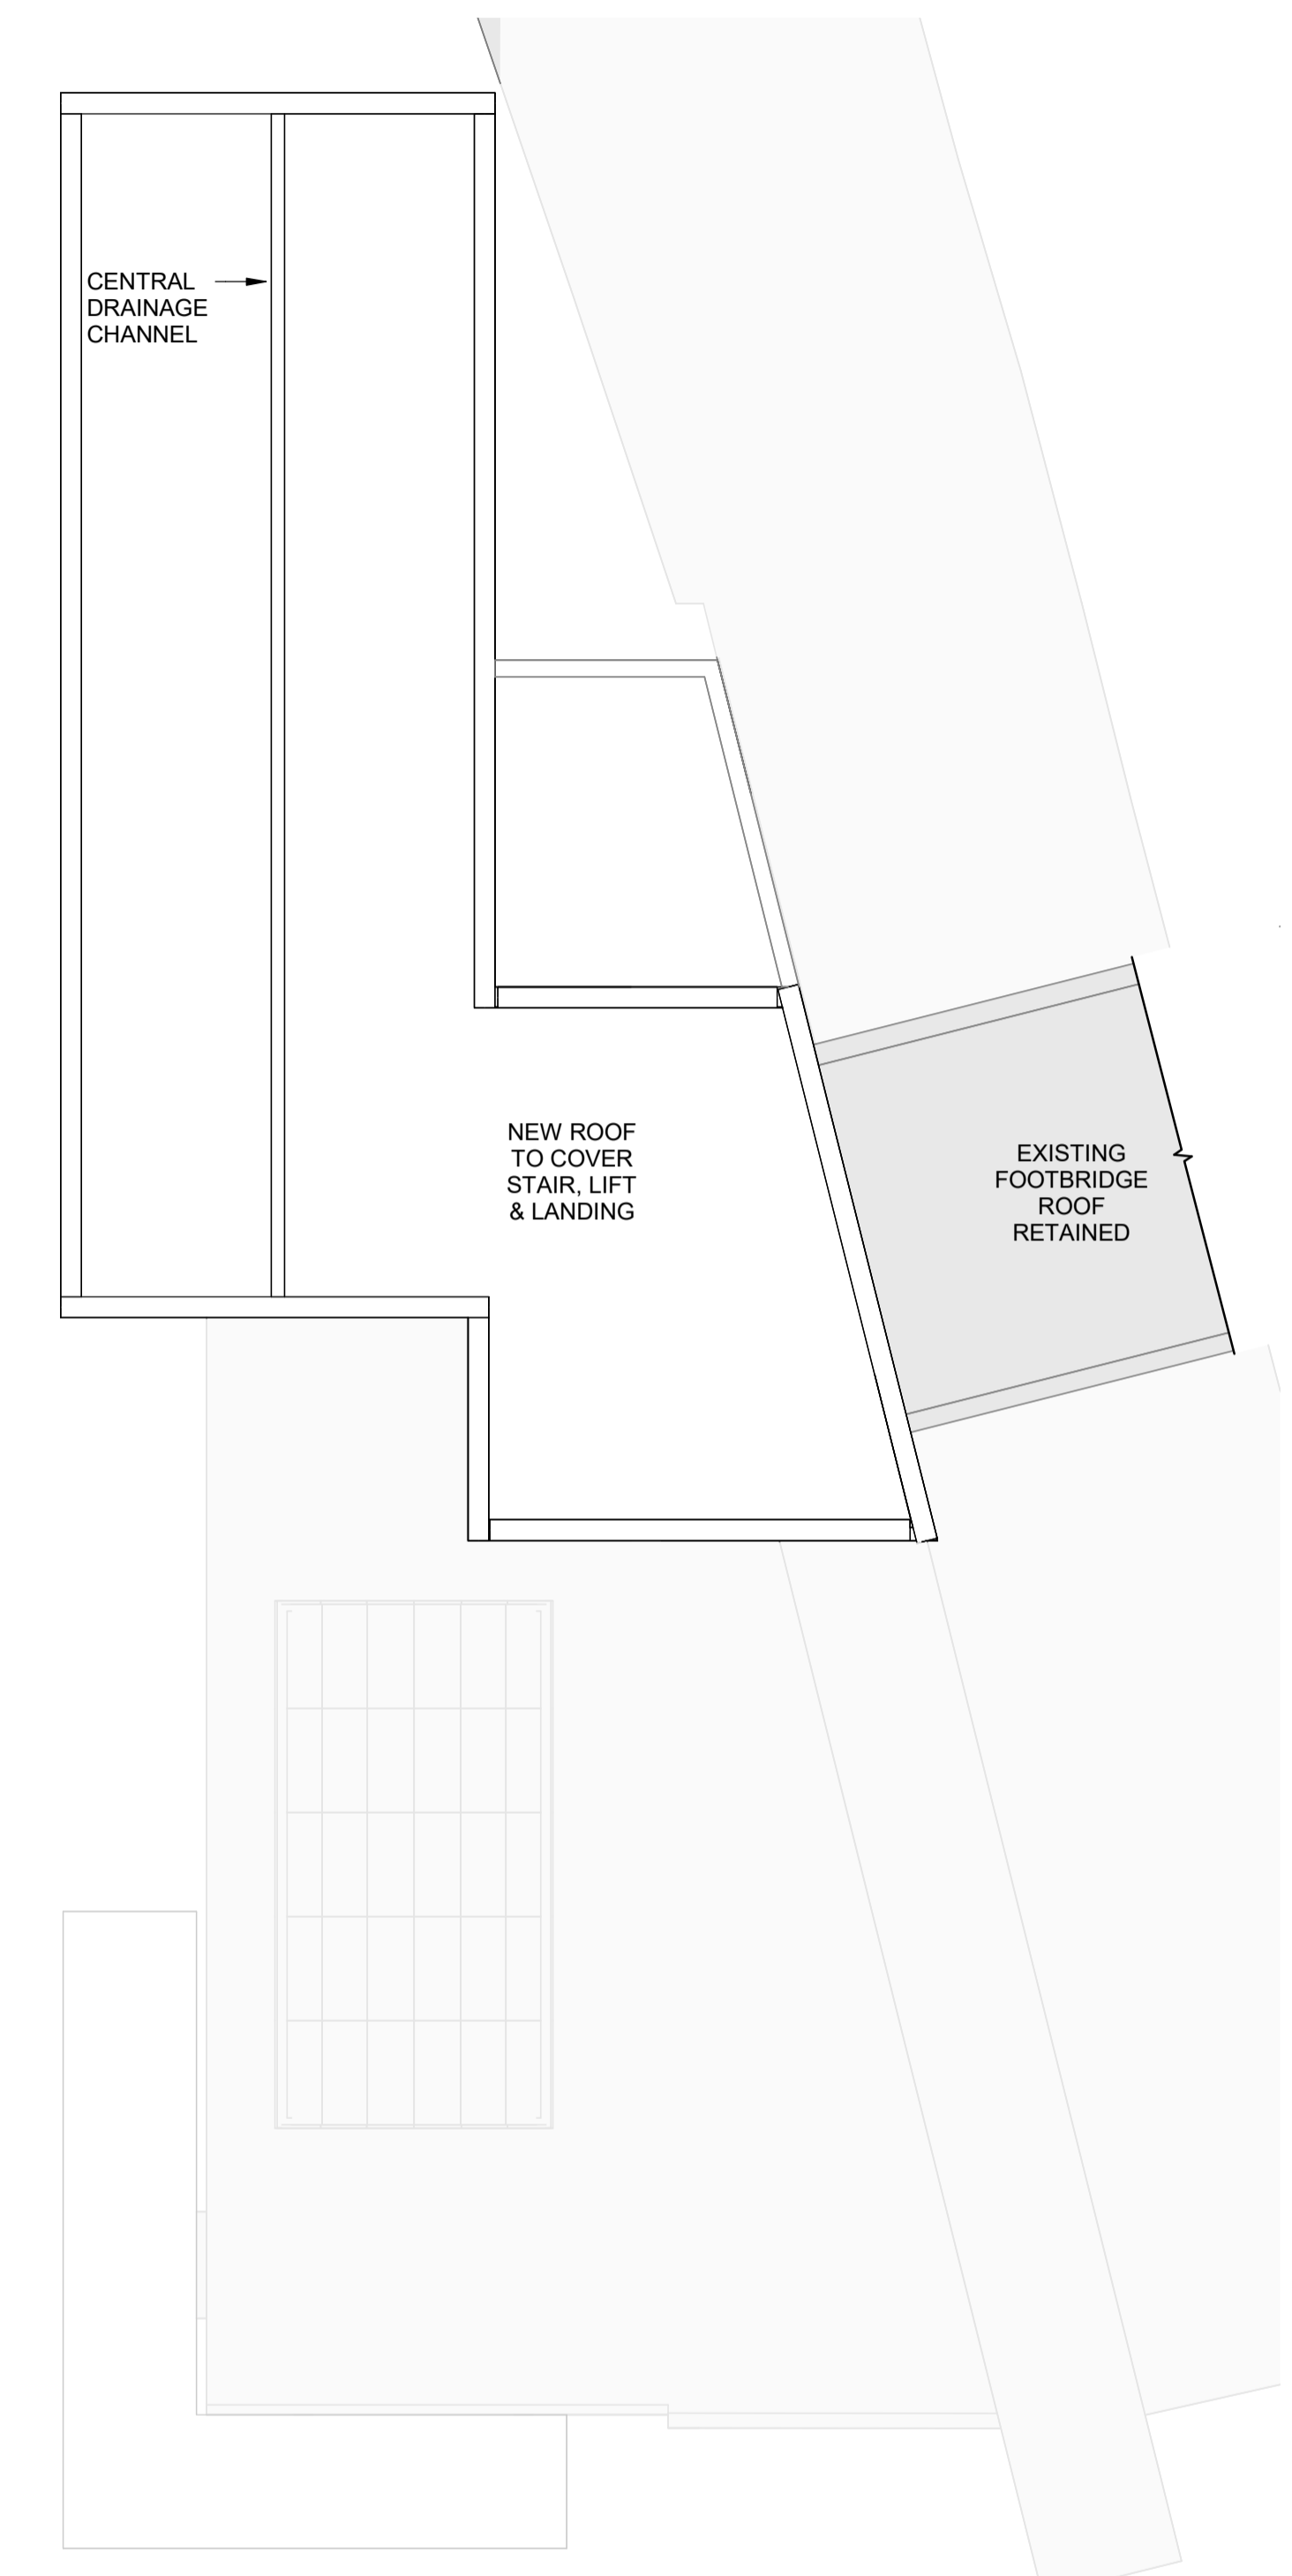 CENTRAL
DRAINAGE
CHANNEL
NEW ROOF
TO COVER
STAIR, LIFT
& LANDING
EXISTING
FOOTBRIDGE
ROOF
RETAINED